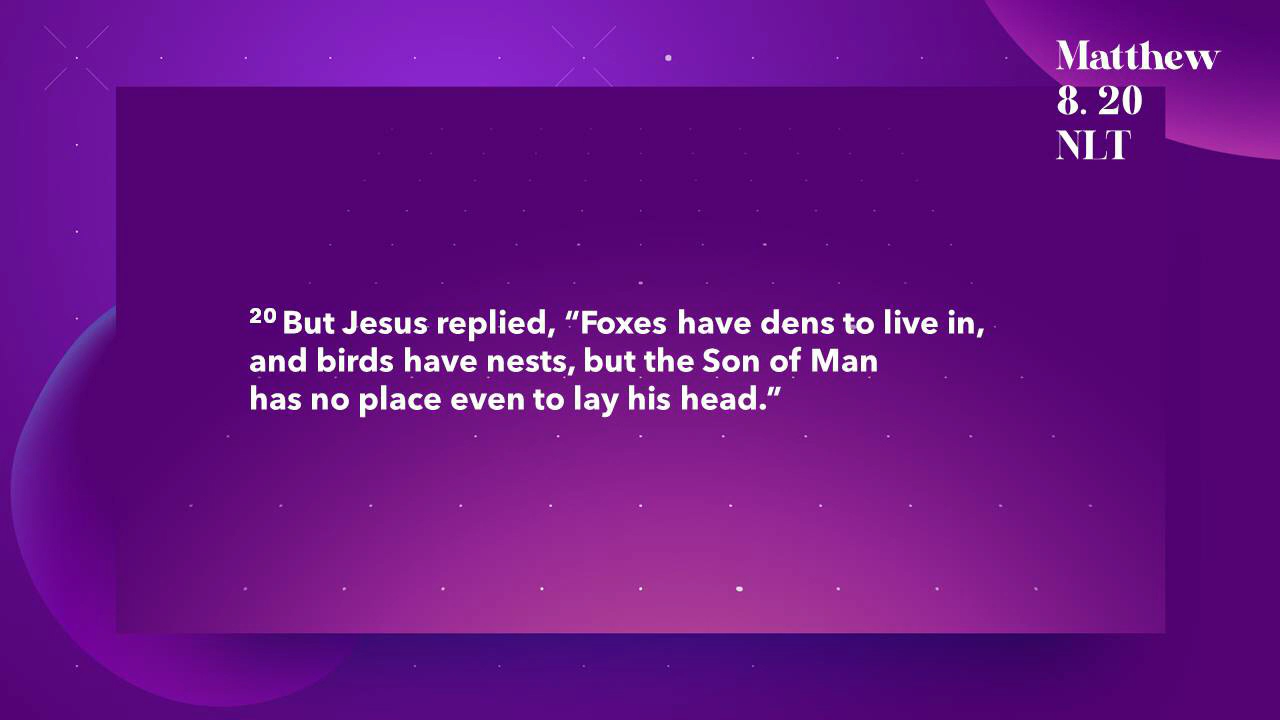 Matthew
8. 20
NLT
20 But Jesus replied, “Foxes have dens to live in,
and birds have nests, but the Son of Man
has no place even to lay his head.”